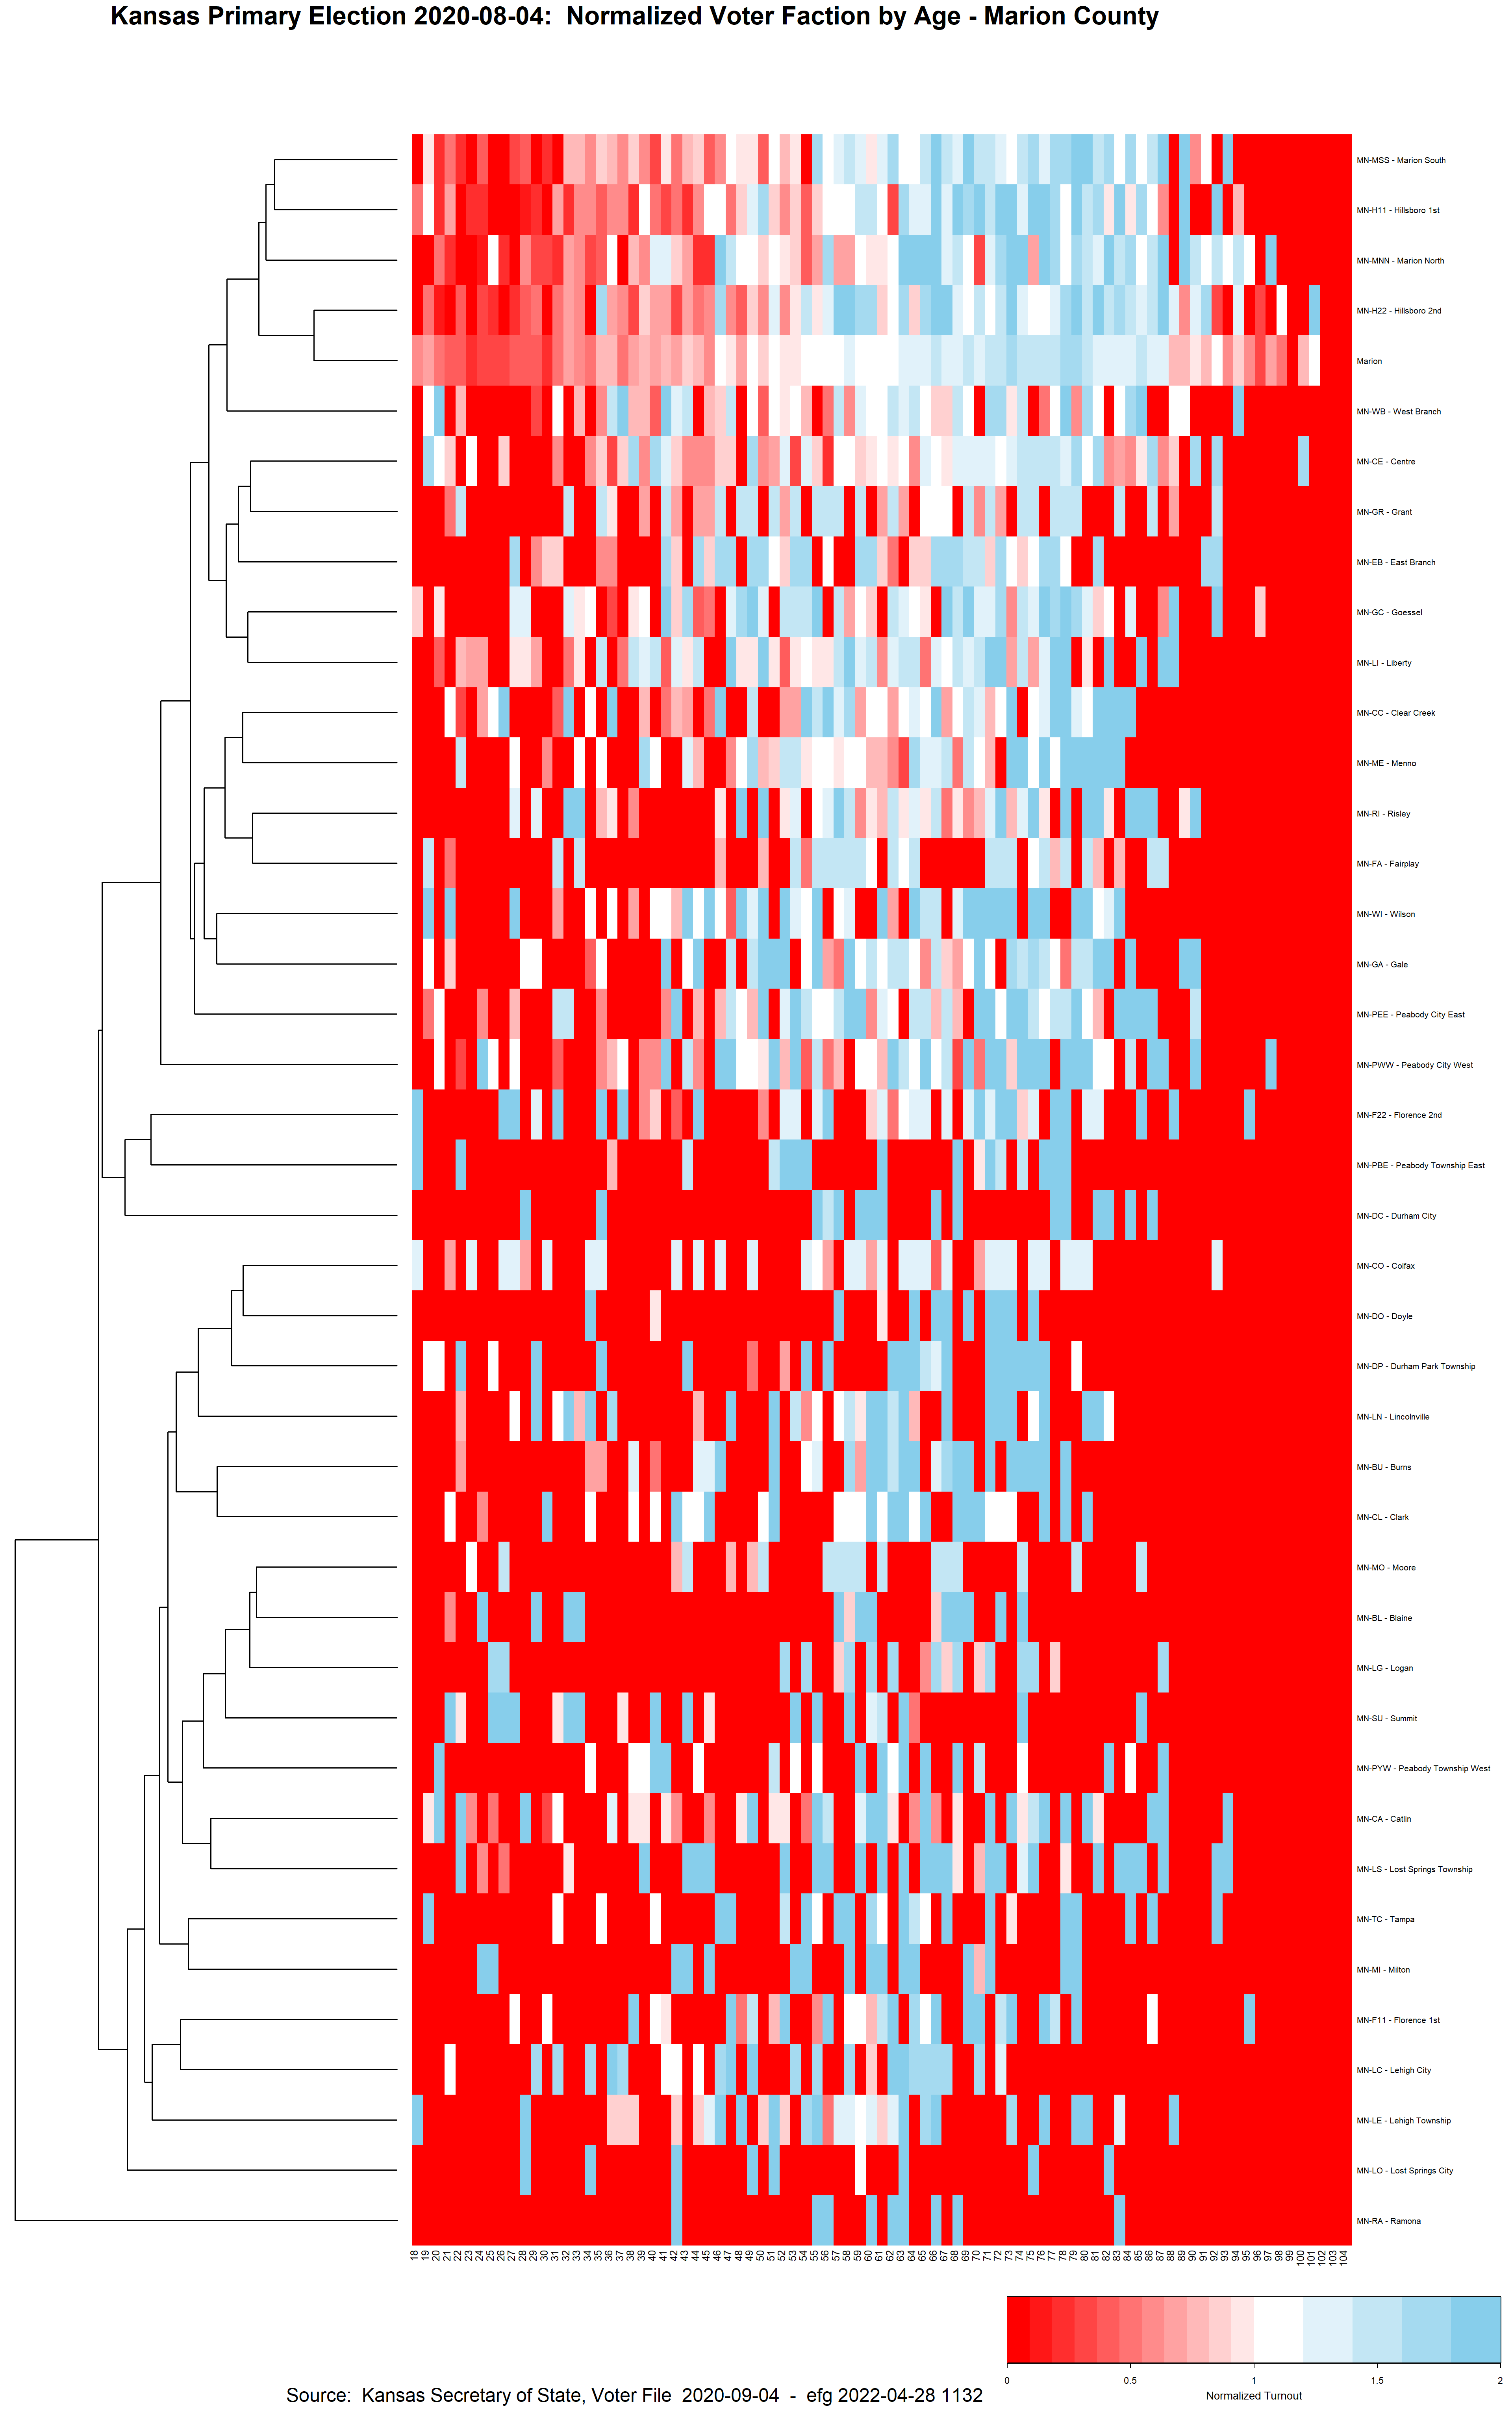 Kansas Primary Election 2020-08-04:  Normalized Voter Faction by Age - Marion County
MN-MSS - Marion South
MN-H11 - Hillsboro 1st
MN-MNN - Marion North
MN-H22 - Hillsboro 2nd
Marion
MN-WB - West Branch
MN-CE - Centre
MN-GR - Grant
MN-EB - East Branch
MN-GC - Goessel
MN-LI - Liberty
MN-CC - Clear Creek
MN-ME - Menno
MN-RI - Risley
MN-FA - Fairplay
MN-WI - Wilson
MN-GA - Gale
MN-PEE - Peabody City East
MN-PWW - Peabody City West
MN-F22 - Florence 2nd
MN-PBE - Peabody Township East
MN-DC - Durham City
MN-CO - Colfax
MN-DO - Doyle
MN-DP - Durham Park Township
MN-LN - Lincolnville
MN-BU - Burns
MN-CL - Clark
MN-MO - Moore
MN-BL - Blaine
MN-LG - Logan
MN-SU - Summit
MN-PYW - Peabody Township West
MN-CA - Catlin
MN-LS - Lost Springs Township
MN-TC - Tampa
MN-MI - Milton
MN-F11 - Florence 1st
MN-LC - Lehigh City
MN-LE - Lehigh Township
MN-LO - Lost Springs City
MN-RA - Ramona
18 19 20 21 22 23 24 25 26 27 28 29 30 31 32 33 34 35 36 37 38 39 40 41 42 43 44 45 46 47 48 49 50 51 52 53 54 55 56 57 58 59 60 61 62 63 64 65 66 67 68 69 70 71 72 73 74 75 76 77 78 79 80 81 82 83 84 85 86 87 88 89 90 91 92 93 94 95 96 97 98 99 100 101 102 103 104
0 0.5 1 1.5 2
Normalized Turnout
Source:  Kansas Secretary of State, Voter File  2020-09-04  -  efg 2022-04-28 1132